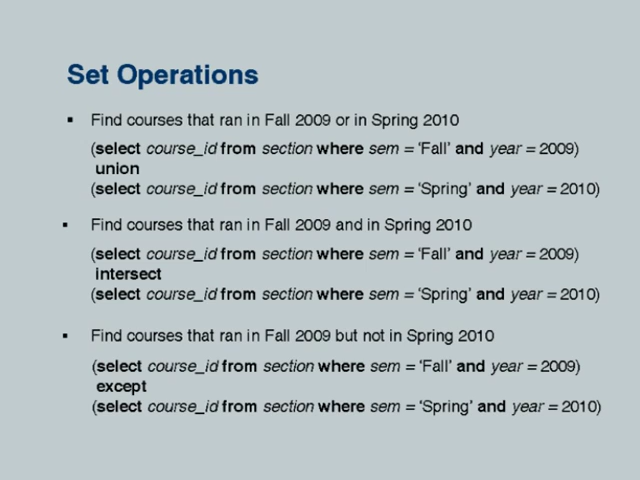 Set Operations
▪ Find courses that ran in Fall 2009 or in Spring 2010
(select course_id from section where sem = ‘Fall’ and year = 2009)
union
(select course_id from section where sem = ‘Spring’ and year = 2010)
▪ Find courses that ran in Fall 2009 and in Spring 2010
(select course_id from section where sem = ‘Fall’ and year = 2009)
intersect
(select course_id from section where sem = ‘Spring’ and year = 2010)
▪ Find courses that ran in Fall 2009 but not in Spring 2010
(select course_id from section where sem = ‘Fall’ and year = 2009)
except
(select course_id from section where sem = ‘Spring’ and year = 2010)